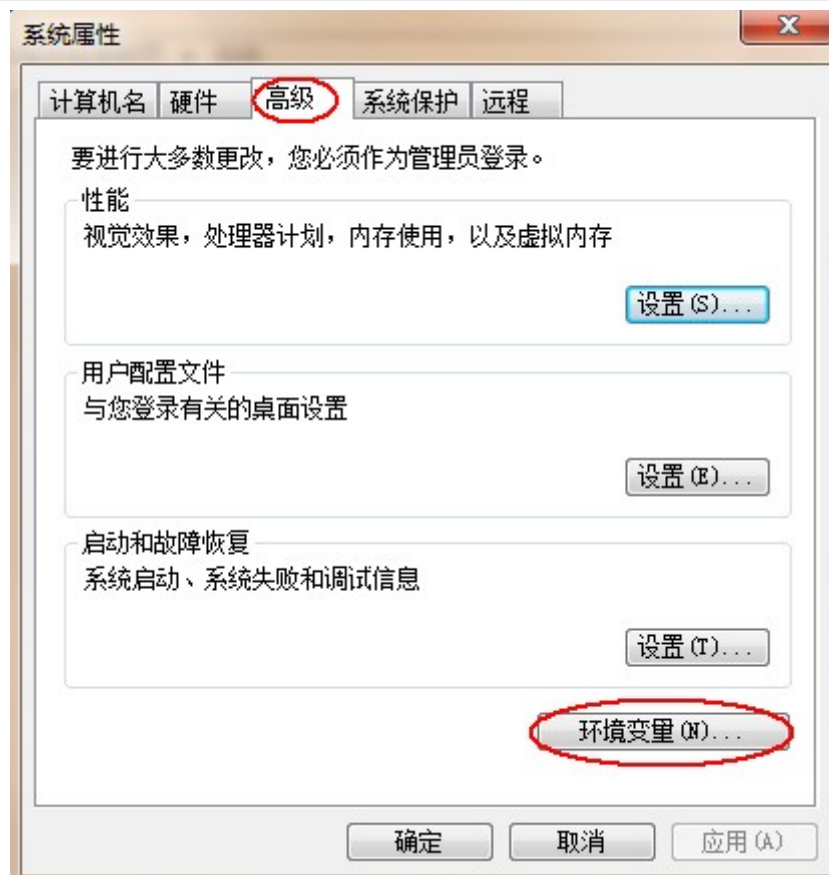 系统属性
计算机名 硬件 高级 系统保护 远程
要进行大多数更改，您必须作为管理员登录。
性能
视觉效果，处理器计划，内存使用，以及虚拟内存
设置(S)...
用户配置文件
与您登录有关的桌面设置
设置(E)...
启动和故障恢复
系统启动、系统失败和调试信息
设置(T)...
环境变量(N)...
确定 取消 应用(A)